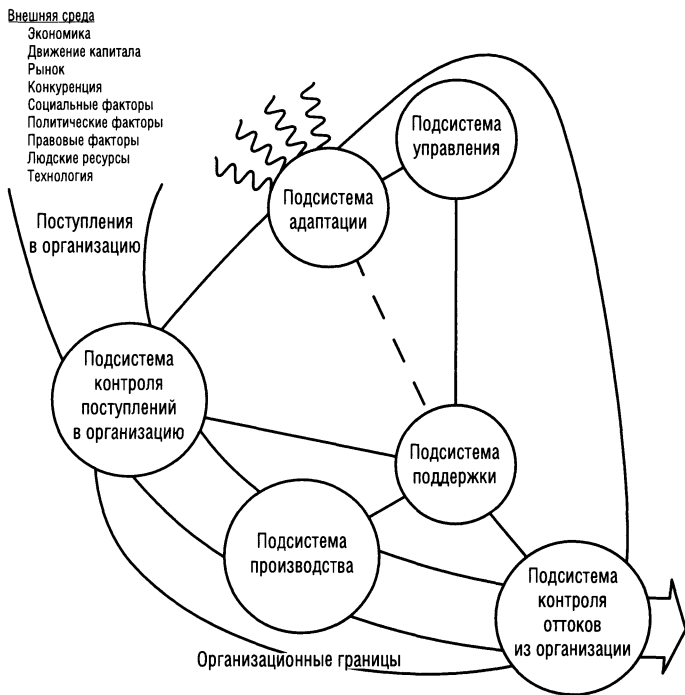 Внешняя среда
Экономика
Движение капитала
Рынок
Конкуренция
Социальные факторы
Политические факторы
Правовые факторы
Людские ресурсы
Технология
Поступления
в организацию
Подсистема
управления
Подсистема
адаптации
Подсистема
контроля
поступлений
в организацию
Подсистема
поддержки
Подсистема
производства
Подсистема
контроля
оттоков
из организации
Организационные границы